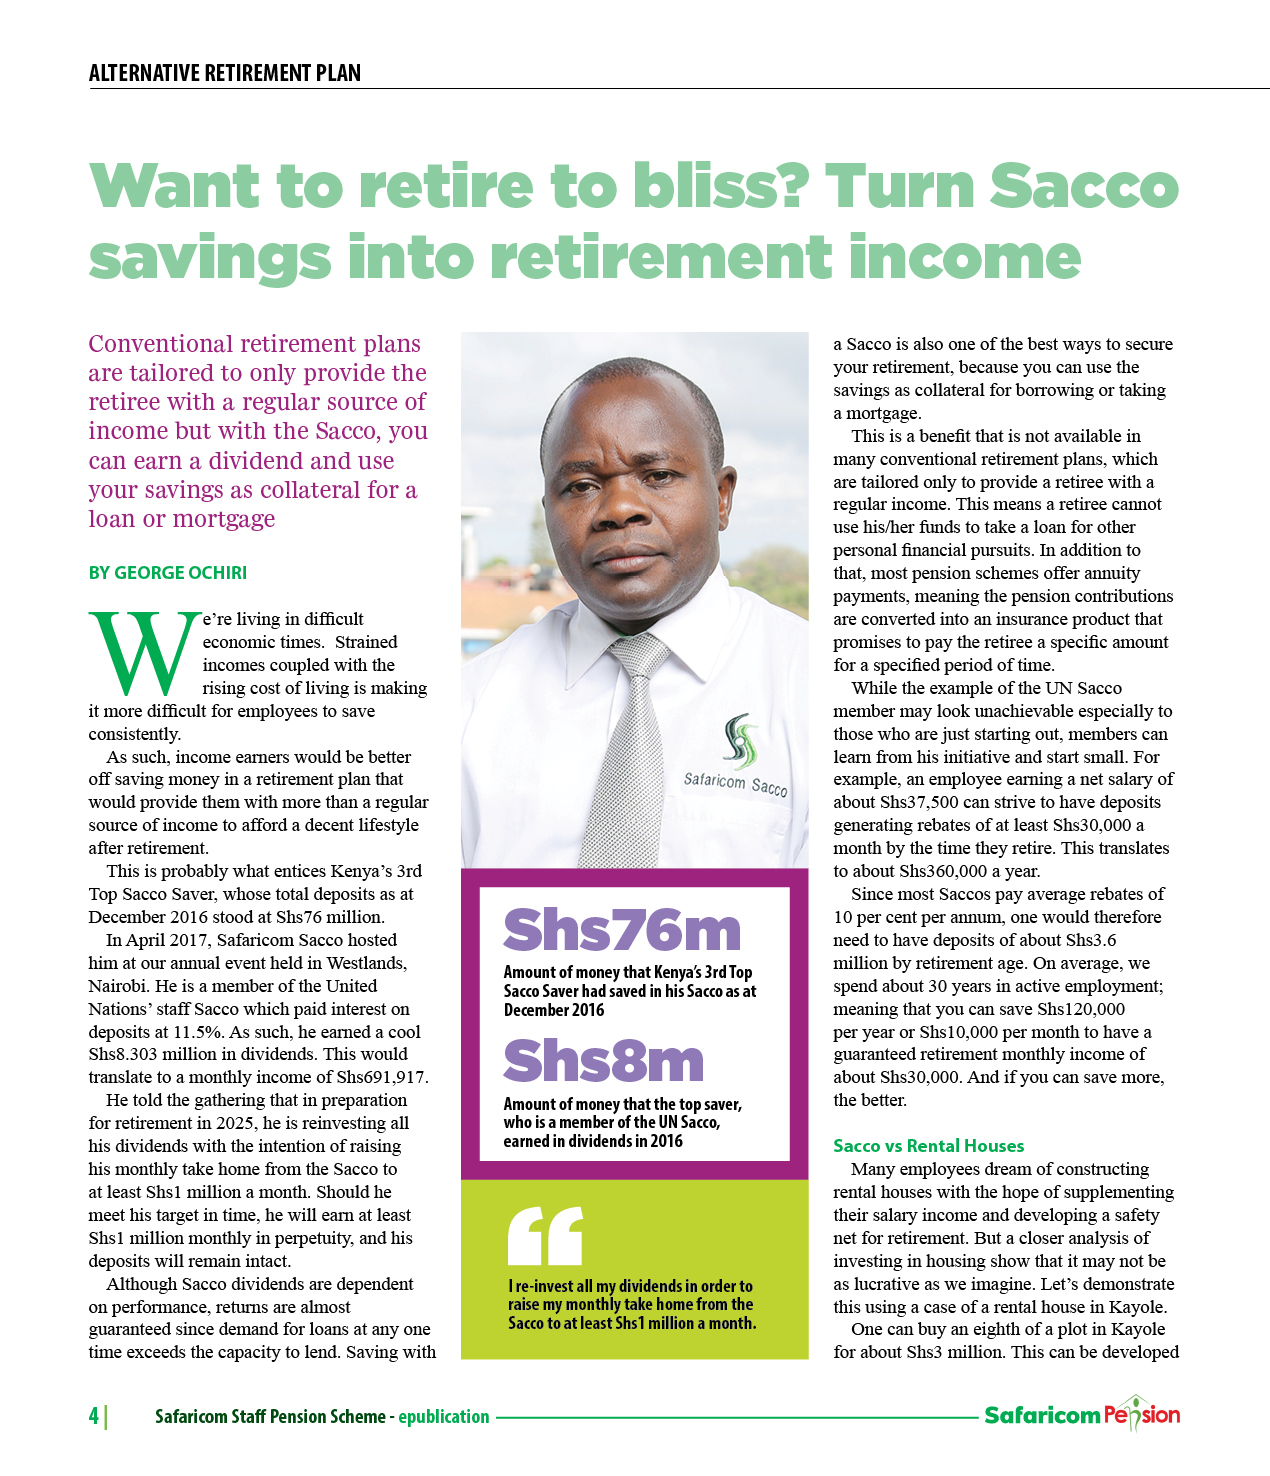 ALTERNATIVE RETIREMENT PLAN
Want to retire to bliss? Turn Sacco
savings into retirement income
Conventional retirement plans
are tailored to only provide the
retiree with a regular source of
income but with the Sacco, you
can earn a dividend and use
your savings as collateral for a
loan or mortgage
BY GEORGE OCHIRI
We’re living in difficult
economic times.  Strained
incomes coupled with the
rising cost of living is making
it more difficult for employees to save
consistently.
As such, income earners would be better
off saving money in a retirement plan that
would provide them with more than a regular
source of income to afford a decent lifestyle
after retirement.
This is probably what entices Kenya’s 3rd
Top Sacco Saver, whose total deposits as at
December 2016 stood at Shs76 million.
In April 2017, Safaricom Sacco hosted
him at our annual event held in Westlands,
Nairobi. He is a member of the United
Nations’ staff Sacco which paid interest on
deposits at 11.5%. As such, he earned a cool
Shs8.303 million in dividends. This would
translate to a monthly income of Shs691,917.
He told the gathering that in preparation
for retirement in 2025, he is reinvesting all
his dividends with the intention of raising
his monthly take home from the Sacco to
at least Shs1 million a month. Should he
meet his target in time, he will earn at least
Shs1 million monthly in perpetuity, and his
deposits will remain intact.
Although Sacco dividends are dependent
on performance, returns are almost
guaranteed since demand for loans at any one
time exceeds the capacity to lend. Saving with
Safaricom Sacco
Shs76m
Amount of money that Kenya’s 3rd Top
Sacco Saver had saved in his Sacco as at
December 2016
Shs8m
Amount of money that the top saver,
who is a member of the UN Sacco,
earned in dividends in 2016
“
I re-invest all my dividends in order to
raise my monthly take home from the
Sacco to at least Shs1 million a month.
a Sacco is also one of the best ways to secure
your retirement, because you can use the
savings as collateral for borrowing or taking
a mortgage.
This is a benefit that is not available in
many conventional retirement plans, which
are tailored only to provide a retiree with a
regular income. This means a retiree cannot
use his/her funds to take a loan for other
personal financial pursuits. In addition to
that, most pension schemes offer annuity
payments, meaning the pension contributions
are converted into an insurance product that
promises to pay the retiree a specific amount
for a specified period of time.
While the example of the UN Sacco
member may look unachievable especially to
those who are just starting out, members can
learn from his initiative and start small. For
example, an employee earning a net salary of
about Shs37,500 can strive to have deposits
generating rebates of at least Shs30,000 a
month by the time they retire. This translates
to about Shs360,000 a year.
Since most Saccos pay average rebates of
10 per cent per annum, one would therefore
need to have deposits of about Shs3.6
million by retirement age. On average, we
spend about 30 years in active employment;
meaning that you can save Shs120,000
per year or Shs10,000 per month to have a
guaranteed retirement monthly income of
about Shs30,000. And if you can save more,
the better.
Sacco vs Rental Houses
Many employees dream of constructing
rental houses with the hope of supplementing
their salary income and developing a safety
net for retirement. But a closer analysis of
investing in housing show that it may not be
as lucrative as we imagine. Let’s demonstrate
this using a case of a rental house in Kayole.
One can buy an eighth of a plot in Kayole
for about Shs3 million. This can be developed
4 |
Safaricom Staff Pension Scheme - epublication
Safaricom Pension